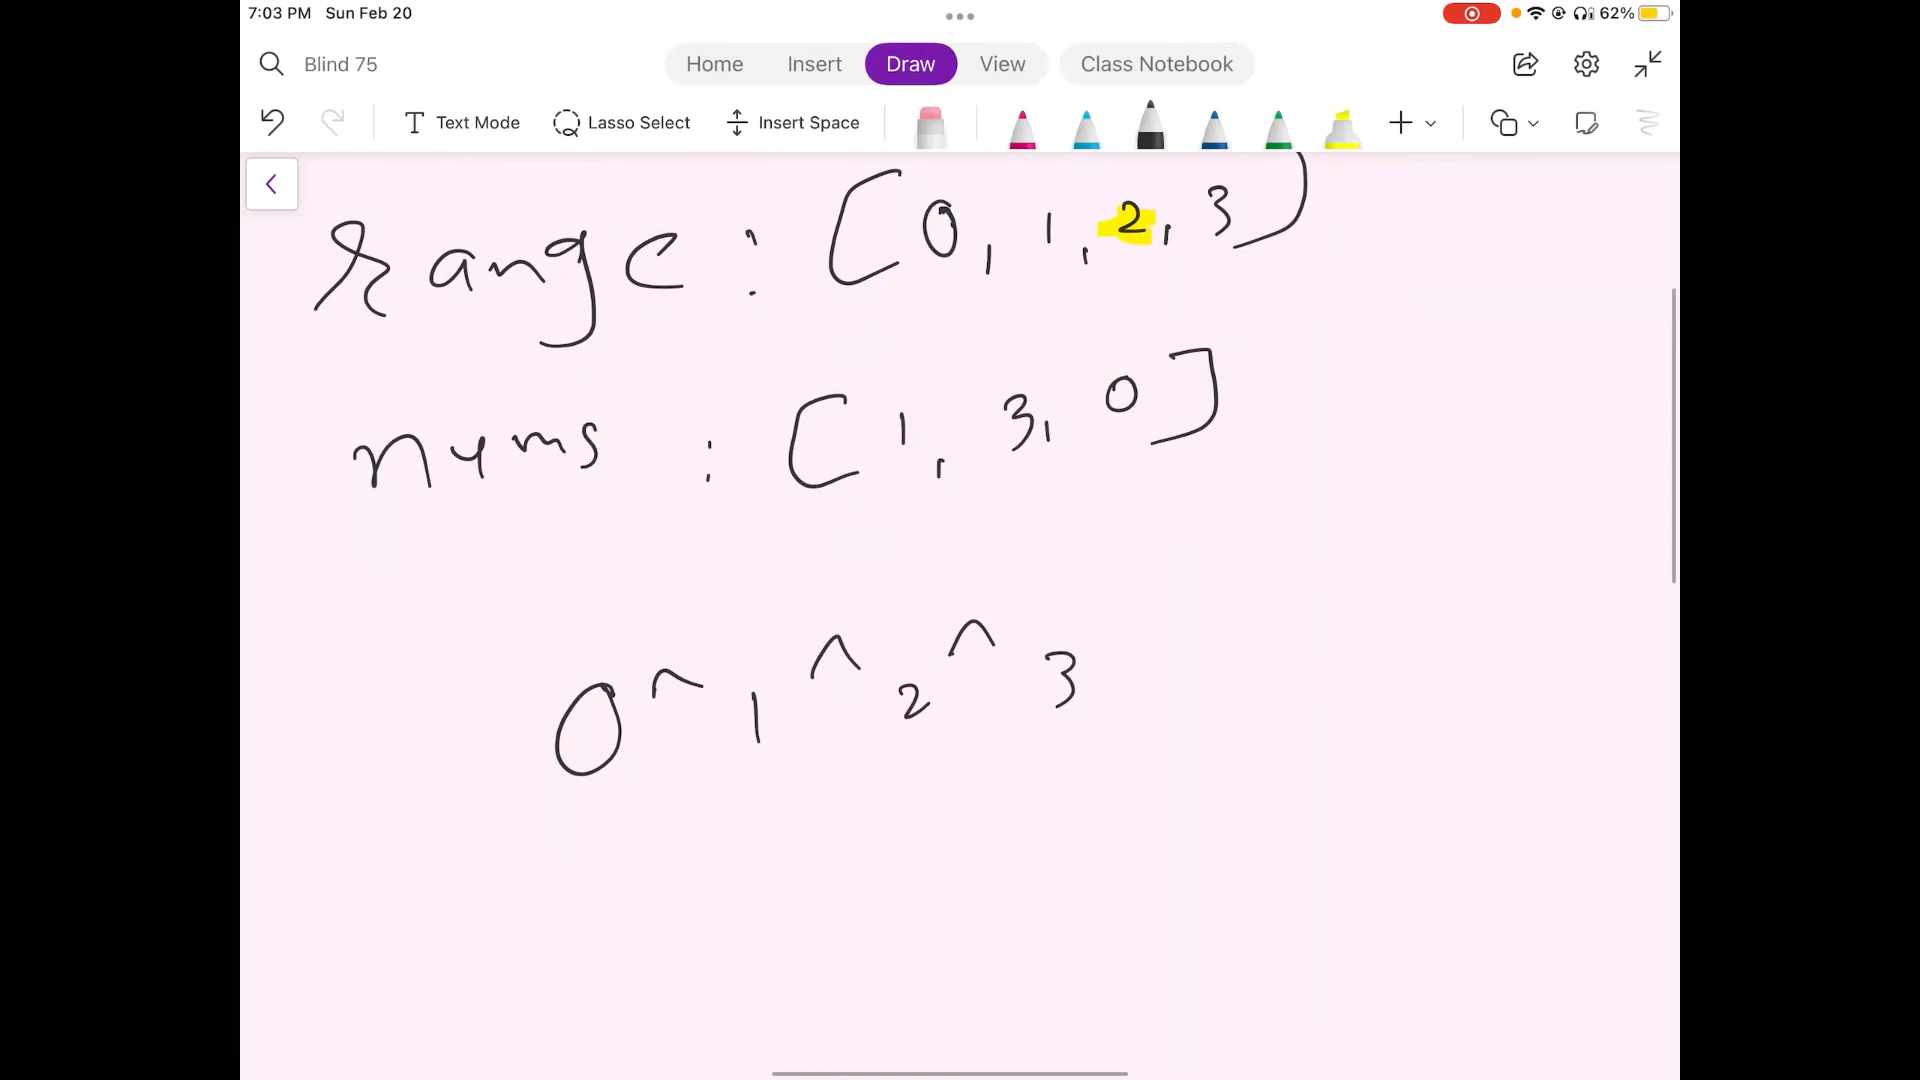 7:03 PM Sun Feb 20 62%
Blind 75 Home Insert Draw View Class Notebook
Text Mode Lasso Select Insert Space
range : [0, 1, 2, 3]
nums : [1, 3, 0]
0 ^ 1 ^ 2 ^ 3